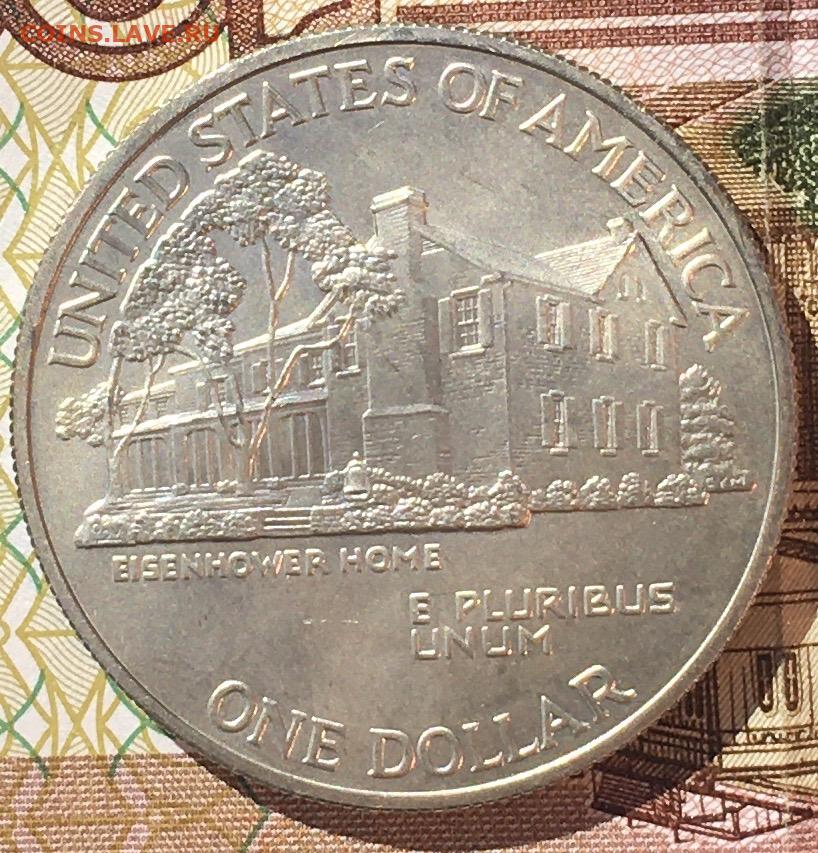 COINS.LAVE.RU
UNITED STATES OF AMERICA
EISENHOWER HOME
E PLURIBUS
UNUM
ONE DOLLAR